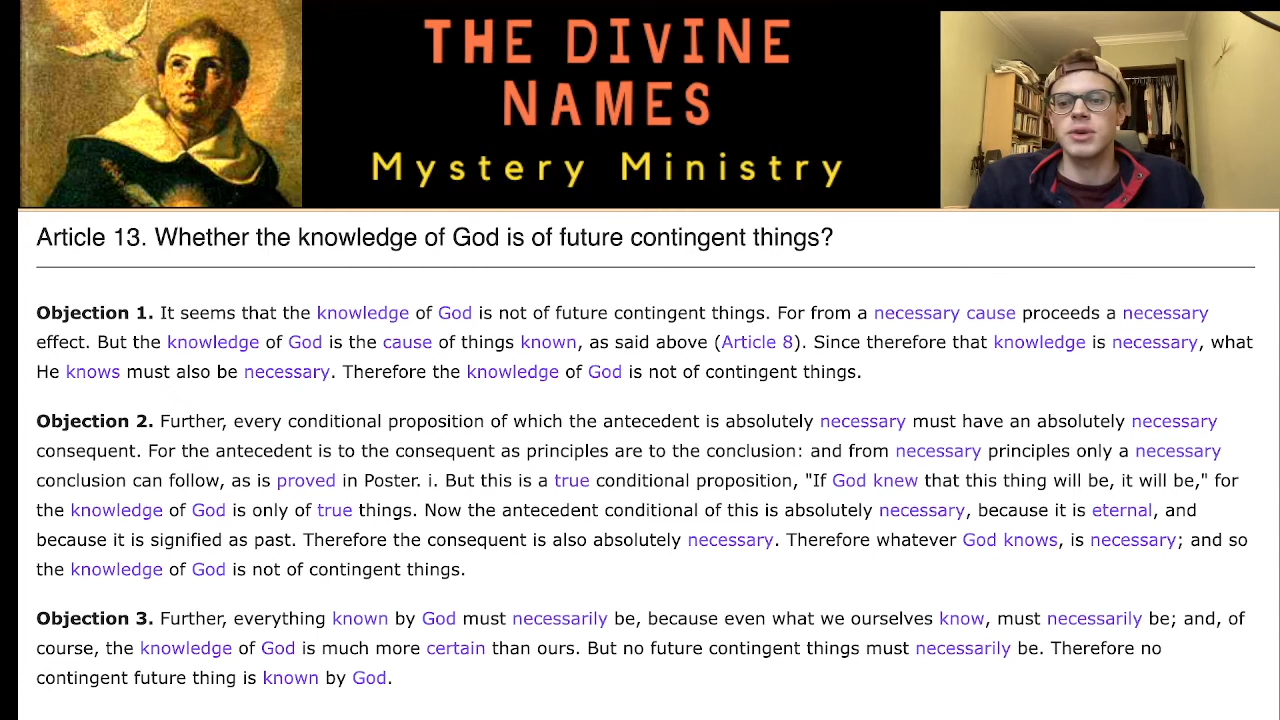 THE DIVINE
NAMES
Mystery Ministry
Article 13. Whether the knowledge of God is of future contingent things?
Objection 1. It seems that the knowledge of God is not of future contingent things. For from a necessary cause proceeds a necessary
effect. But the knowledge of God is the cause of things known, as said above (Article 8). Since therefore that knowledge is necessary, what
He knows must also be necessary. Therefore the knowledge of God is not of contingent things.
Objection 2. Further, every conditional proposition of which the antecedent is absolutely necessary must have an absolutely necessary
consequent. For the antecedent is to the consequent as principles are to the conclusion: and from necessary principles only a necessary
conclusion can follow, as is proved in Poster. i. But this is a true conditional proposition, "If God knew that this thing will be, it will be," for
the knowledge of God is only of true things. Now the antecedent conditional of this is absolutely necessary, because it is eternal, and
because it is signified as past. Therefore the consequent is also absolutely necessary. Therefore whatever God knows, is necessary; and so
the knowledge of God is not of contingent things.
Objection 3. Further, everything known by God must necessarily be, because even what we ourselves know, must necessarily be; and, of
course, the knowledge of God is much more certain than ours. But no future contingent things must necessarily be. Therefore no
contingent future thing is known by God.